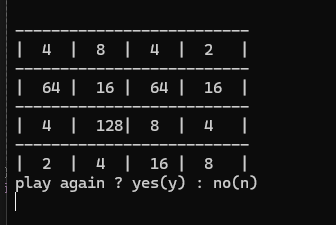 -------------------------
|  4  |  8  |  4  |  2
-------------------------
|  64 |  16 |  64 |  16
-------------------------
|  4  |  128|  8  |  4
-------------------------
|  2  |  4  |  16 |  8
play again ? yes(y) : no(n)